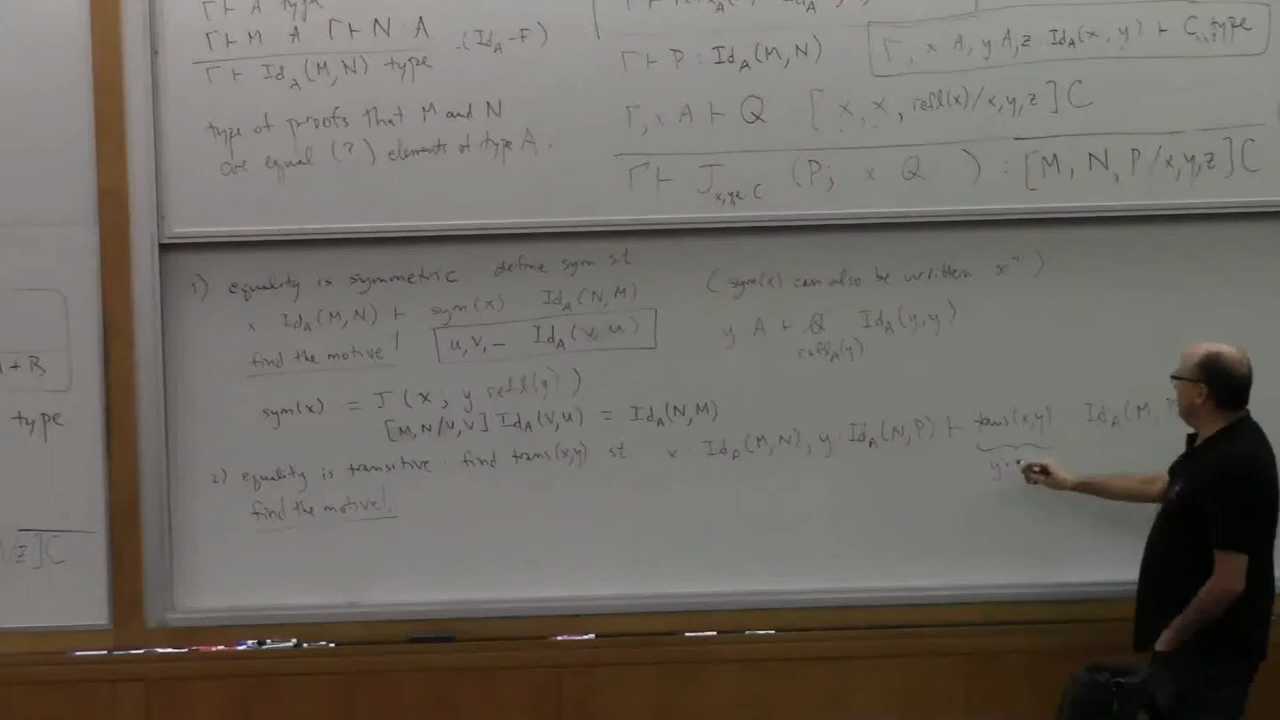 Γ ⊢ A type
Γ ⊢ M A Γ ⊢ N A
(Id_A-F)
Γ ⊢ Id_A(M,N) type
type of proofs that M and N
are equal (?) elements of type A.
Γ ⊢ P : Id_A(M,N)
Γ, x A, y A, z Id_A(x,y) ⊢ C type
Γ, x A ⊢ Q [x, x, refl(x)/x,y,z]C
Γ ⊢ J_{x,y,z C} (P; x Q ) : [M, N, P/x,y,z]C
+ B
type
/z]C
1) equality is symmetric. define sym st
(sym(x) can also be written x⁻¹)
x Id_A(M,N) ⊢ sym(x) Id_A(N,M)
find the motive!
u,v,_ Id_A(v,u)
y A ⊢ Q Id_A(y,y)
refl_A(y)
sym(x) = J(x, y refl(y))
[M,N/u,v] Id_A(v,u) = Id_A(N,M)
2) equality is transitive. find trans(x,y) st x : Id_A(M,N), y : Id_A(N,P) ⊢ trans(x,y) Id_A(M,
find the motive!